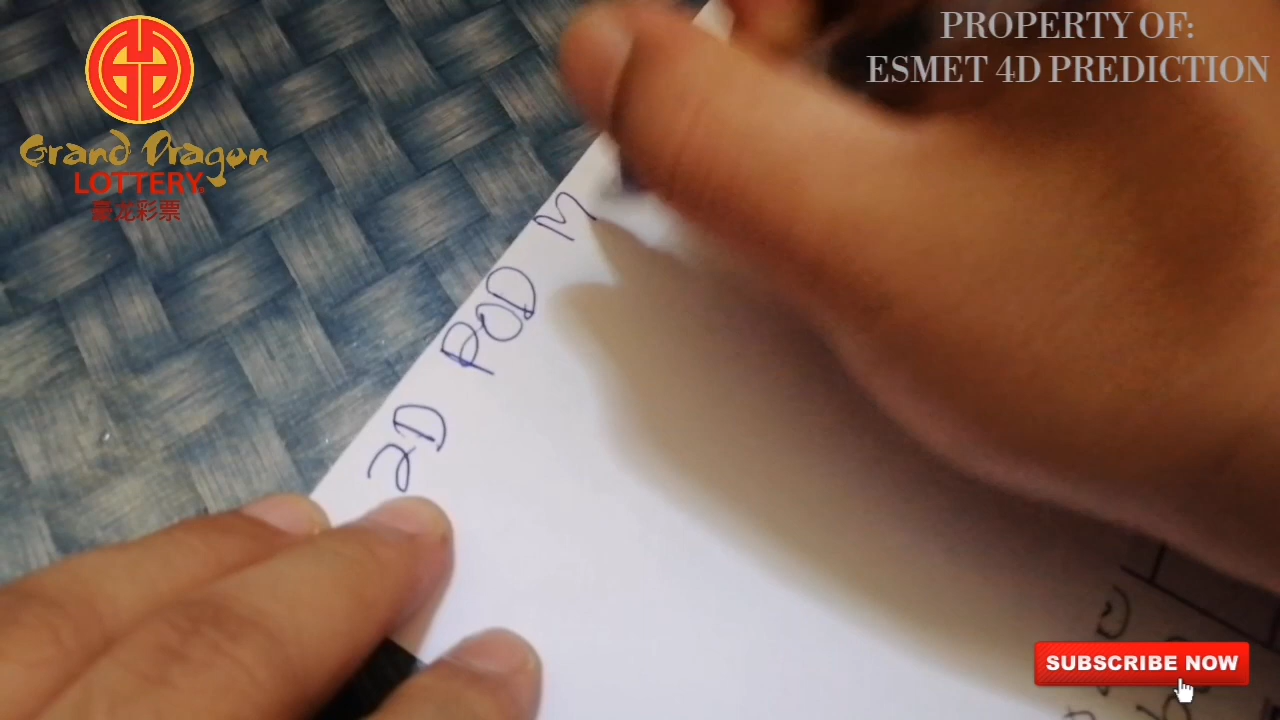 PROPERTY OF:
ESMET 4D PREDICTION
Grand Dragon
LOTTERY
豪龙彩票
2D POD M
SUBSCRIBE NOW